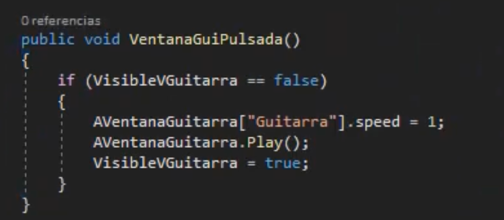 0 referencias
public void VentanaGuiPulsada()
{
if (VisibleVGuitarra == false)
{
AVentanaGuitarra["Guitarra"].speed = 1;
AVentanaGuitarra.Play();
VisibleVGuitarra = true;
}
}